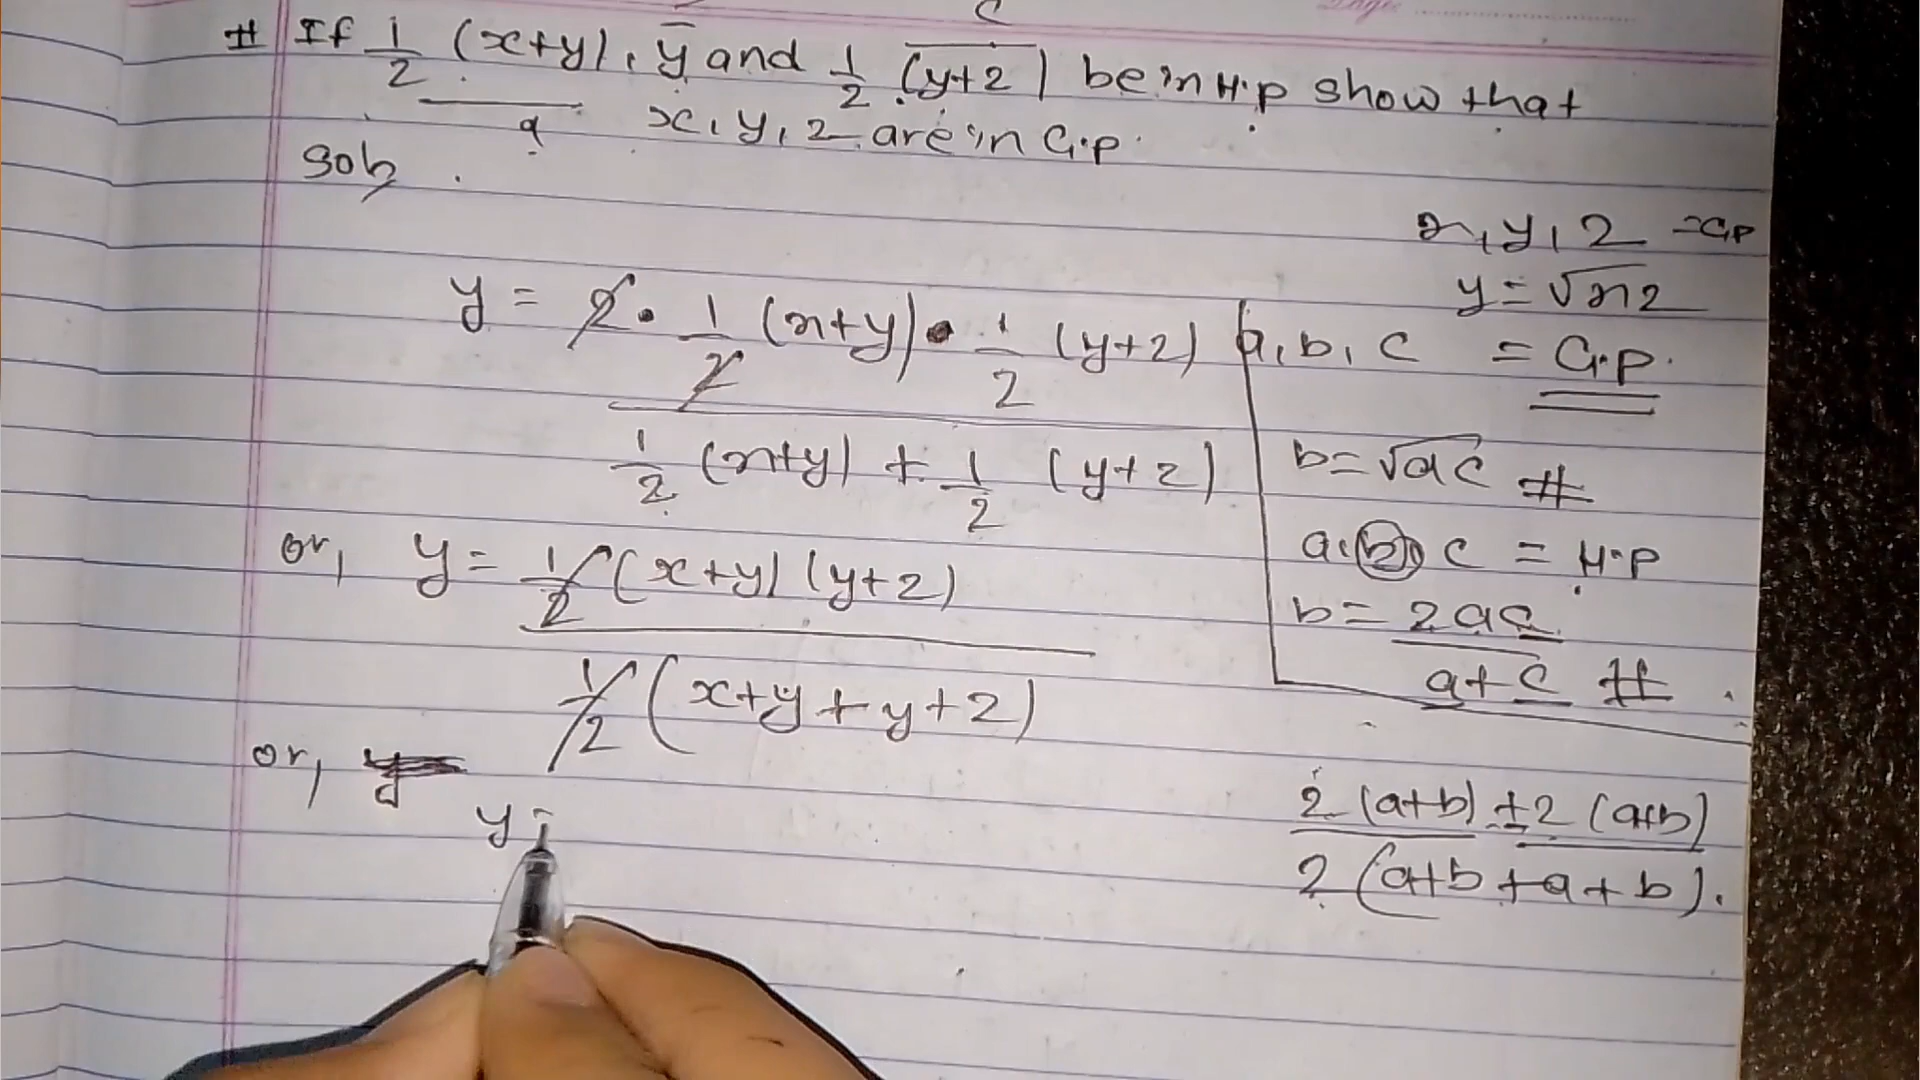 # If 1/2 (x+y), y and 1/2 (y+z) be in H.P show that
a x, y, z are in G.P.
Sol
x, y, z = G.P
y = √xz
y = 2 . 1/2 (x+y) . 1/2 (y+z)
1/2 (x+y) + 1/2 (y+z)
a, b, c = G.P.
b = √ac #
a, b, c = H.P
b = 2ac
a+c #
or, y = 1/2 (x+y) (y+z)
1/2 (x+y+y+z)
or,
y =
2 (a+b) + 2 (a+b)
2 (a+b+a+b).